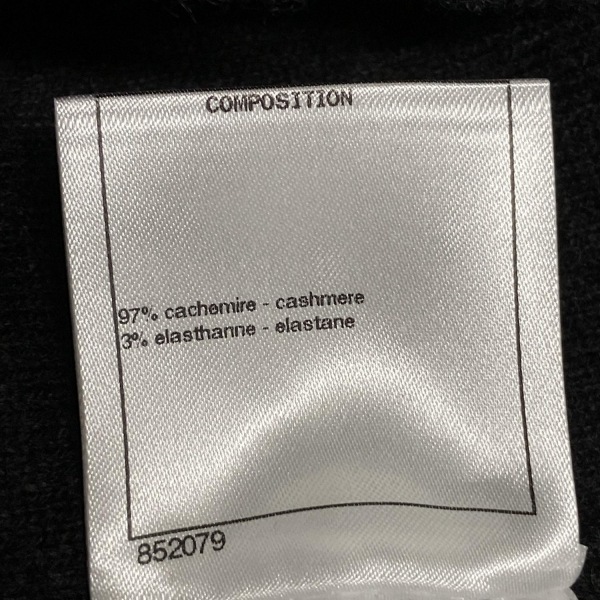 COMPOSITION
97% cachemire - cashmere
3% elasthanne - elastane
852079